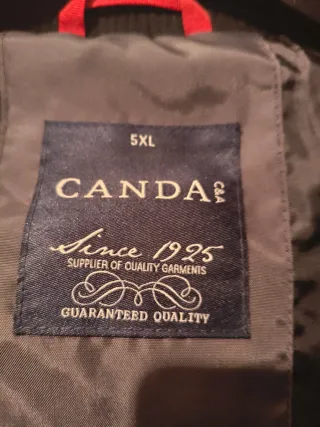 5XL
CANDA C&A
Since 1925
SUPPLIER OF QUALITY GARMENTS
GUARANTEED QUALITY